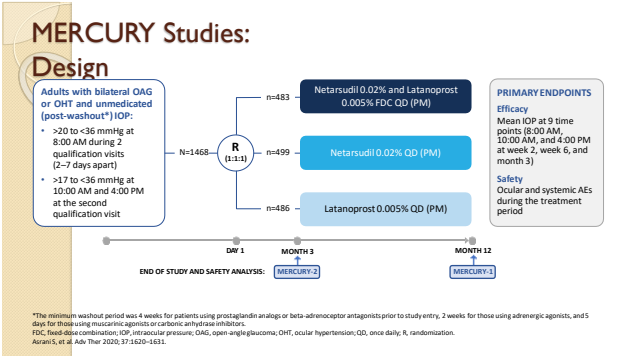 MERCURY Studies:
Design
Adults with bilateral OAG
or OHT and unmedicated
(post-washout*) IOP:
• >20 to <36 mmHg at
8:00 AM during 2
qualification visits
(2–7 days apart)
• >17 to <36 mmHg at
10:00 AM and 4:00 PM
at the second
qualification visit
N=1468
R
(1:1:1)
n=483
Netarsudil 0.02% and Latanoprost
0.005% FDC QD (PM)
n=499
Netarsudil 0.02% QD (PM)
n=486
Latanoprost 0.005% QD (PM)
PRIMARY ENDPOINTS
Efficacy
Mean IOP at 9 time
points (8:00 AM,
10:00 AM, and 4:00 PM
at week 2, week 6, and
month 3)
Safety
Ocular and systemic AEs
during the treatment
period
DAY 1
MONTH 3
MONTH 12
END OF STUDY AND SAFETY ANALYSIS:
MERCURY-2
MERCURY-1
*The minimum washout period was 4 weeks for patients using prostaglandin analogs or beta-adrenoceptor antagonists prior to study entry, 2 weeks for those using adrenergic agonists, and 5
days for those using muscarinic agonists or carbonic anhydrase inhibitors.
FDC, fixed-dose combination; IOP, intraocular pressure; OAG, open-angle glaucoma; OHT, ocular hypertension; QD, once daily; R, randomization.
Asrani S, et al. Adv Ther 2020; 37:1620–1631.